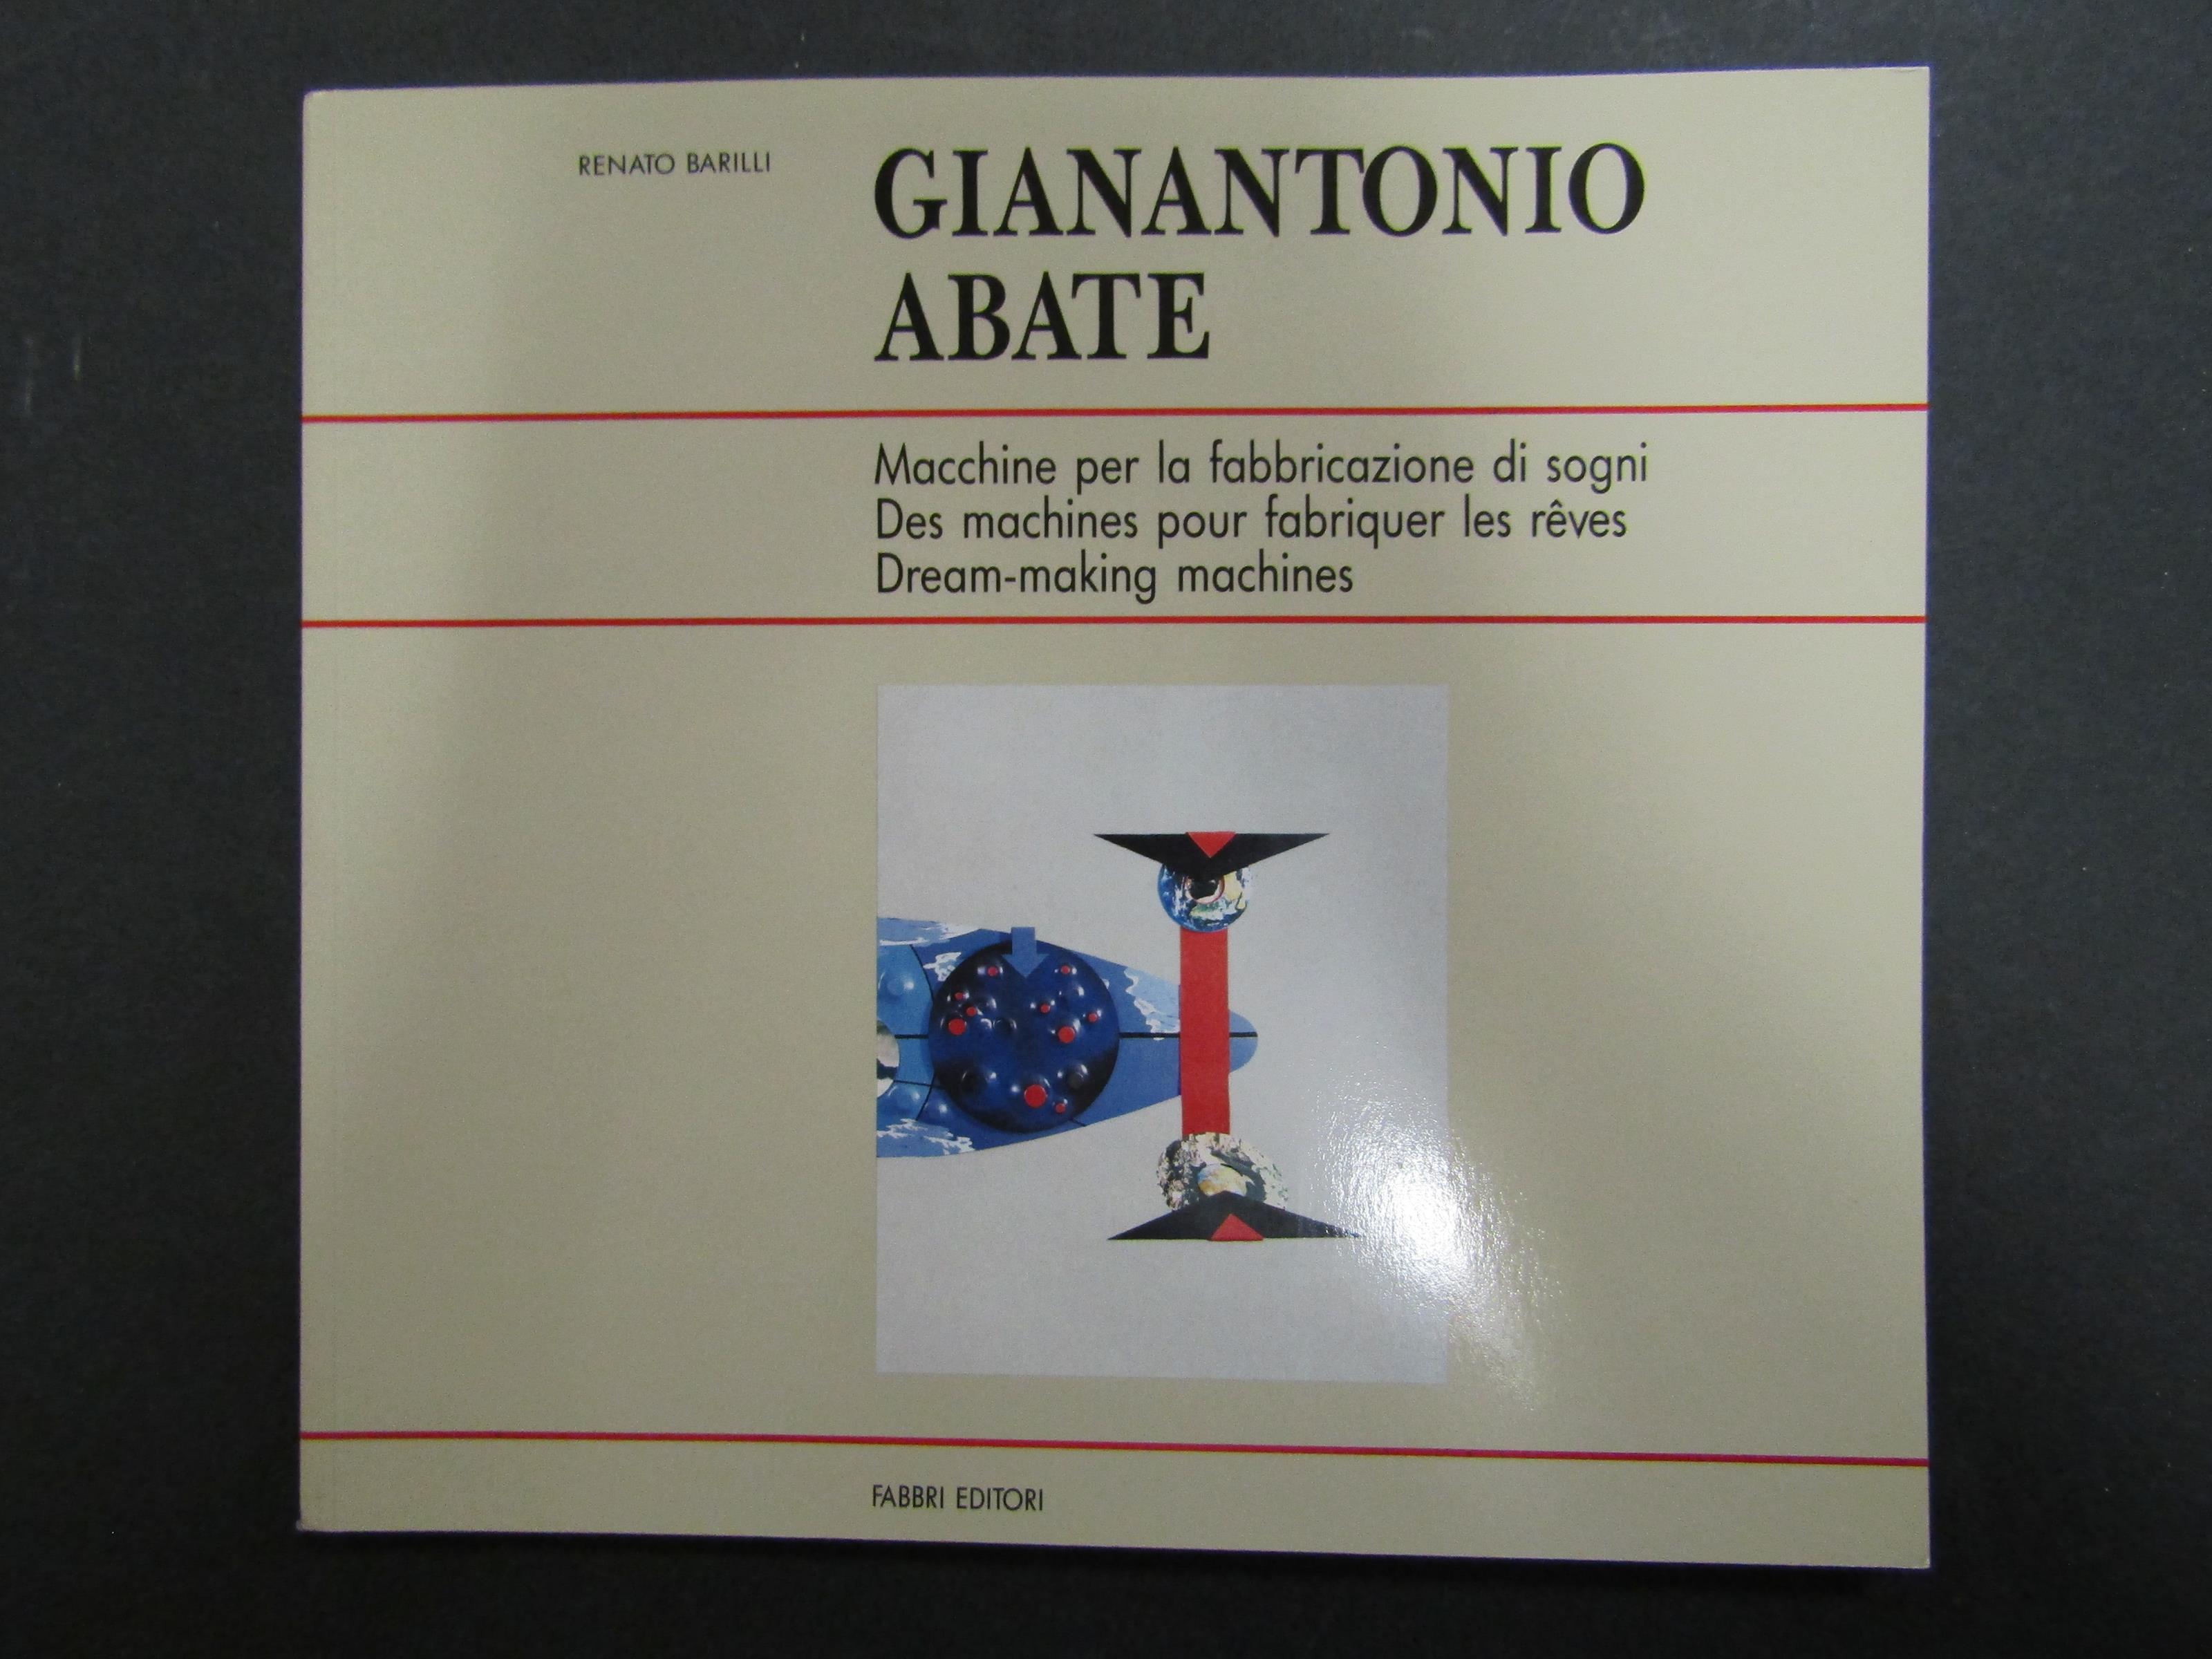 RENATO BARILLI
GIANANTONIO
ABATE
Macchine per la fabbricazione di sogni
Des machines pour fabriquer les rêves
Dream-making machines
FABBRI EDITORI